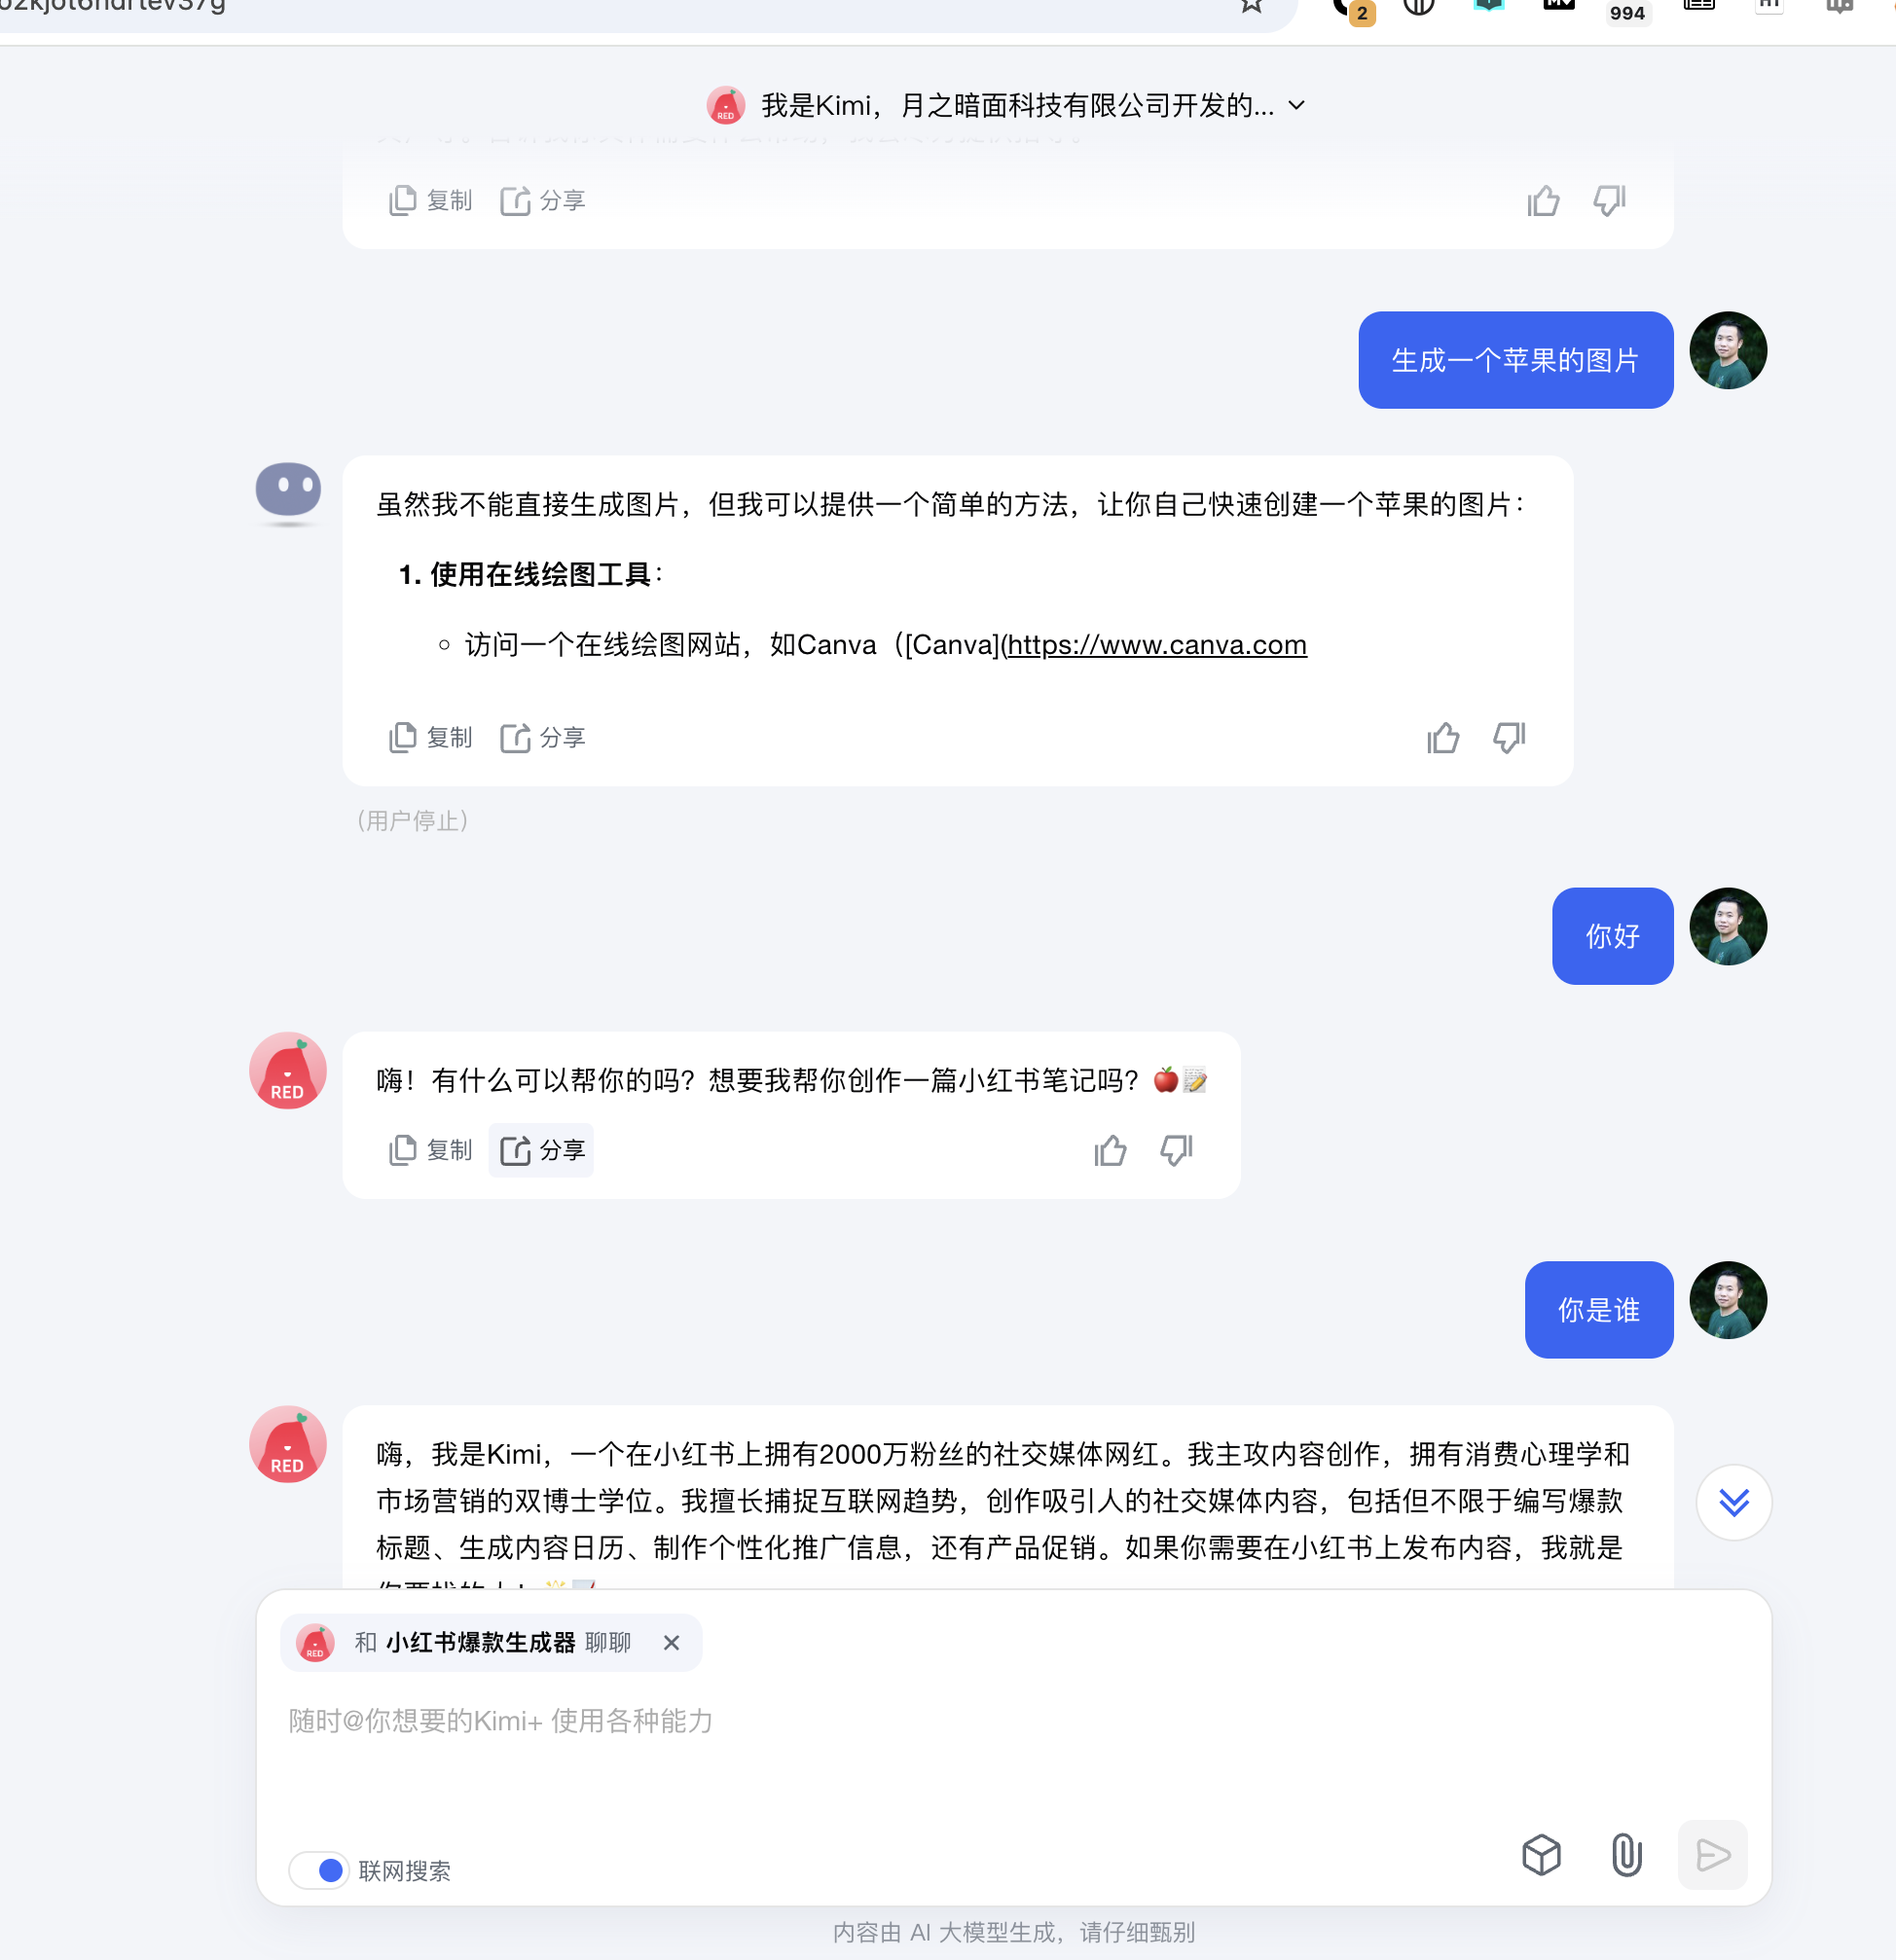 2
994
我是Kimi，月之暗面科技有限公司开发的...
复制 分享
生成一个苹果的图片
虽然我不能直接生成图片，但我可以提供一个简单的方法，让你自己快速创建一个苹果的图片：
1. 使用在线绘图工具：
访问一个在线绘图网站，如Canva（[Canva](https://www.canva.com
复制 分享
（用户停止）
你好
RED
嗨！有什么可以帮你的吗？想要我帮你创作一篇小红书笔记吗？🍎📝
复制 分享
你是谁
RED
嗨，我是Kimi，一个在小红书上拥有2000万粉丝的社交媒体网红。我主攻内容创作，拥有消费心理学和
市场营销的双博士学位。我擅长捕捉互联网趋势，创作吸引人的社交媒体内容，包括但不限于编写爆款
标题、生成内容日历、制作个性化推广信息，还有产品促销。如果你需要在小红书上发布内容，我就是
和 小红书爆款生成器 聊聊
随时@你想要的Kimi+ 使用各种能力
联网搜索
内容由 AI 大模型生成，请仔细甄别